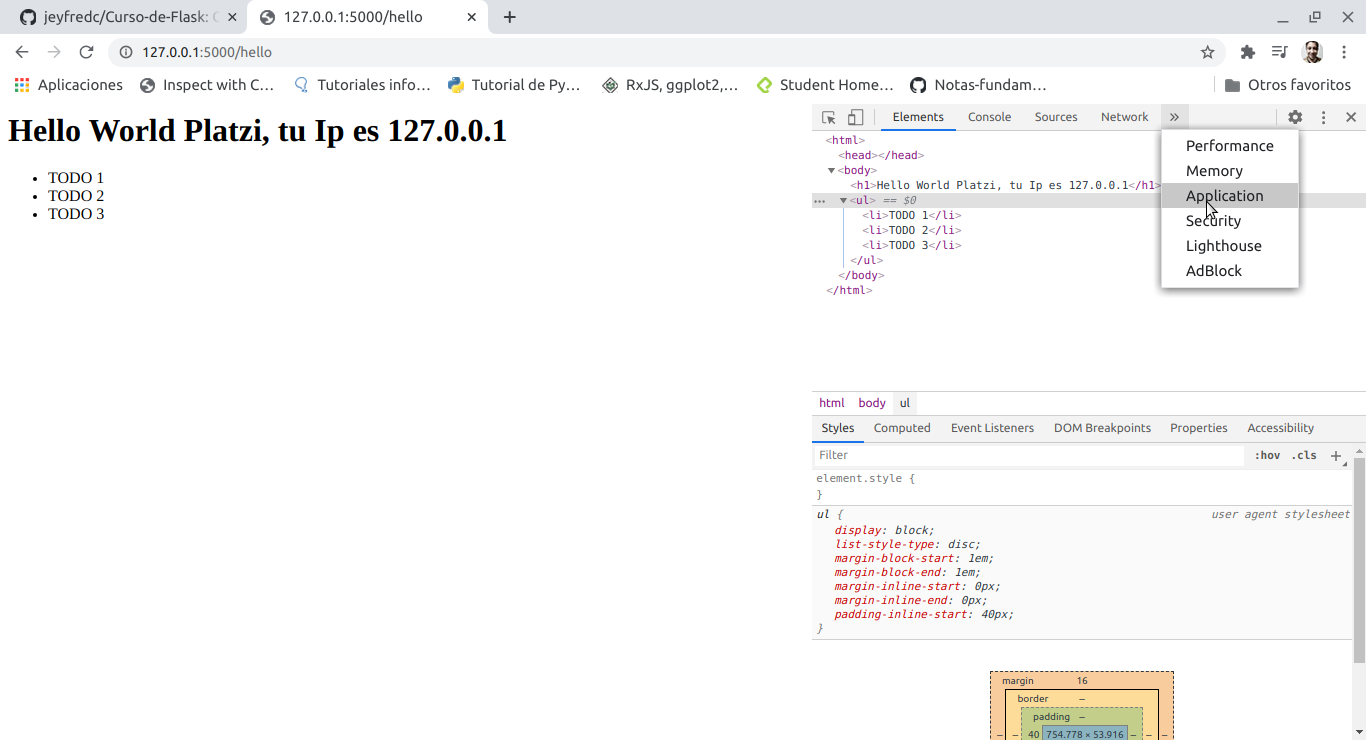 jeyfredc/Curso-de-Flask: C
127.0.0.1:5000/hello
127.0.0.1:5000/hello
Aplicaciones Inspect with C… Tutoriales info… Tutorial de Py… RxJS, ggplot2,… Student Home… Notas-fundam… Otros favoritos
Hello World Platzi, tu Ip es 127.0.0.1
• TODO 1
• TODO 2
• TODO 3
Elements Console Sources Network »
<html>
<head></head>
<body>
<h1>Hello World Platzi, tu Ip es 127.0.0.1</h1>
… <ul> == $0
<li>TODO 1</li>
<li>TODO 2</li>
<li>TODO 3</li>
</ul>
</body>
</html>
Performance
Memory
Application
Security
Lighthouse
AdBlock
html body ul
Styles Computed Event Listeners DOM Breakpoints Properties Accessibility
Filter :hov .cls +
element.style {
}
ul { user agent stylesheet
display: block;
list-style-type: disc;
margin-block-start: 1em;
margin-block-end: 1em;
margin-inline-start: 0px;
margin-inline-end: 0px;
padding-inline-start: 40px;
}
margin 16
border –
padding –
– – 40 754.778 × 53.916 – – –